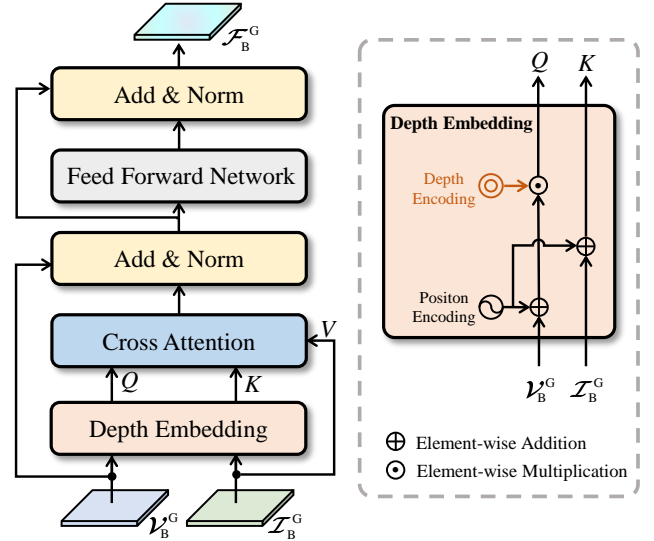 𝓕_B^G
Add & Norm
Feed Forward Network
Add & Norm
Cross Attention
V
Q
K
Depth Embedding
𝓥_B^G
𝓘_B^G
Q
K
Depth Embedding
Depth
Encoding
Positon
Encoding
𝓥_B^G
𝓘_B^G
Element-wise Addition
Element-wise Multiplication